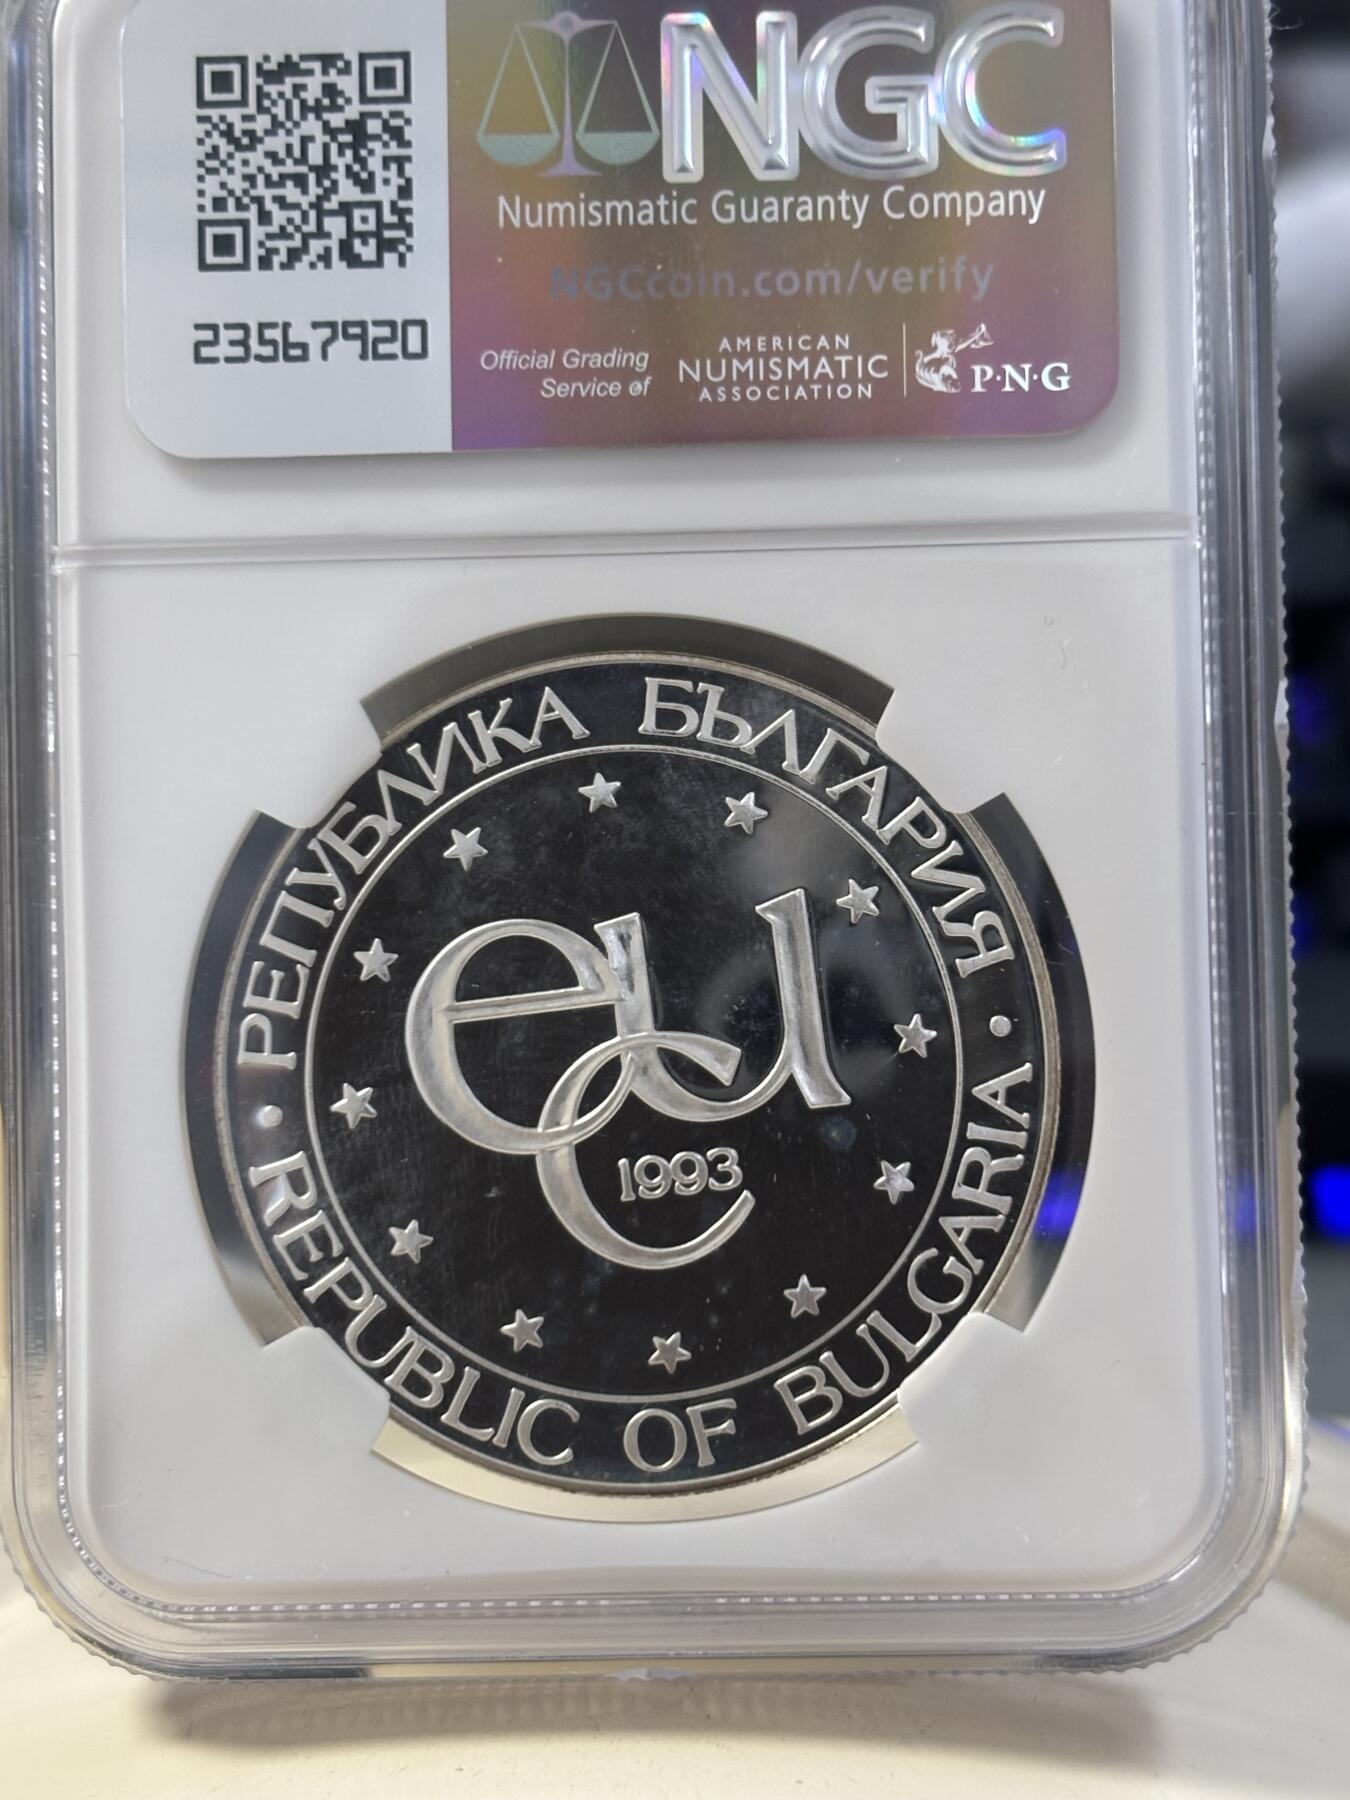 NGC
Numismatic Guaranty Company
NGCcoin.com/verify
23567920
Official Grading
Service of
AMERICAN
NUMISMATIC
ASSOCIATION
P·N·G
РЕПУБЛИКА БЪЛГАРИЯ
ecu
1993
• REPUBLIC OF BULGARIA •